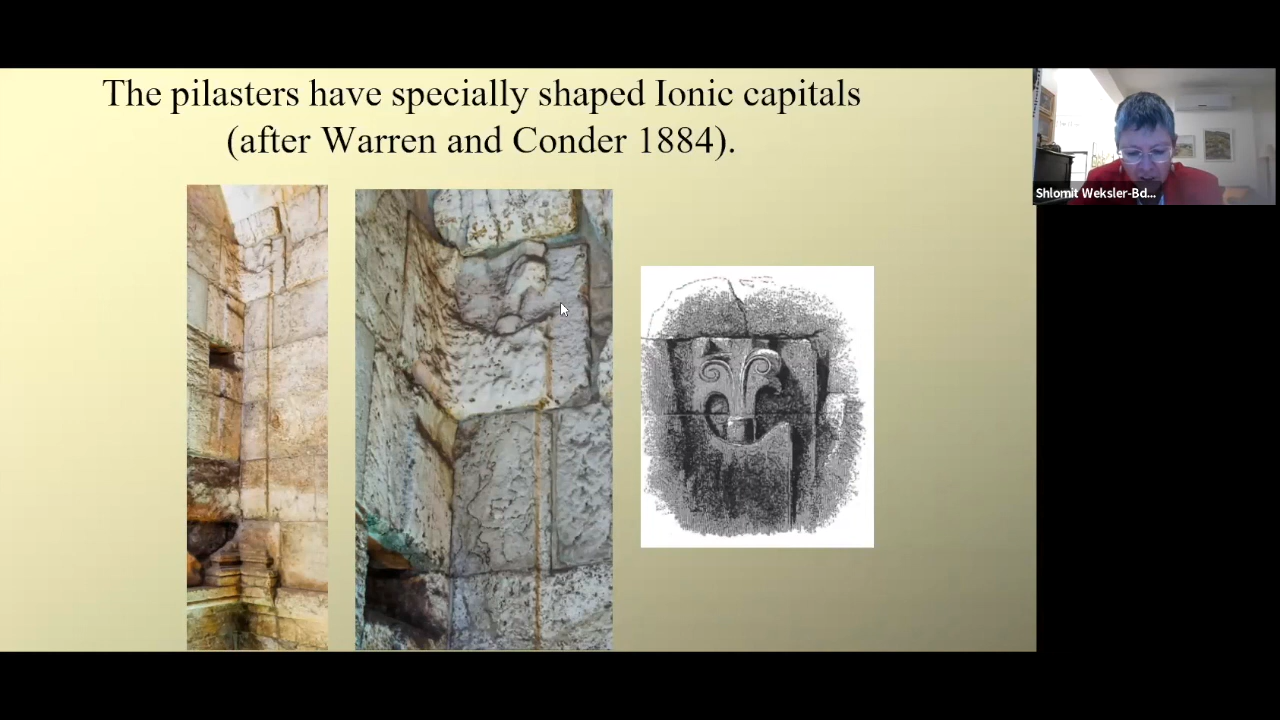 The pilasters have specially shaped Ionic capitals
(after Warren and Conder 1884).
Shlomit Weksler-Bd...